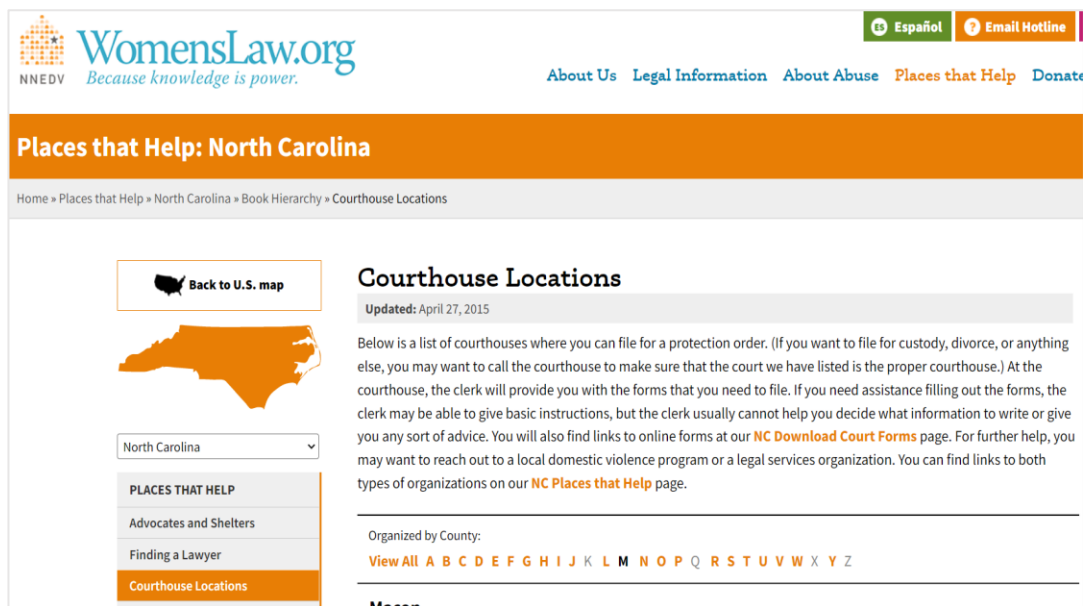 NNEDV
WomensLaw.org
Because knowledge is power.
ES Español
? Email Hotline
About Us Legal Information About Abuse Places that Help Donate
Places that Help: North Carolina
Home » Places that Help » North Carolina » Book Hierarchy » Courthouse Locations
Back to U.S. map
North Carolina
PLACES THAT HELP
Advocates and Shelters
Finding a Lawyer
Courthouse Locations
Courthouse Locations
Updated: April 27, 2015
Below is a list of courthouses where you can file for a protection order. (If you want to file for custody, divorce, or anything
else, you may want to call the courthouse to make sure that the court we have listed is the proper courthouse.) At the
courthouse, the clerk will provide you with the forms that you need to file. If you need assistance filling out the forms, the
clerk may be able to give basic instructions, but the clerk usually cannot help you decide what information to write or give
you any sort of advice. You will also find links to online forms at our NC Download Court Forms page. For further help, you
may want to reach out to a local domestic violence program or a legal services organization. You can find links to both
types of organizations on our NC Places that Help page.
Organized by County:
View All A B C D E F G H I J K L M N O P Q R S T U V W X Y Z